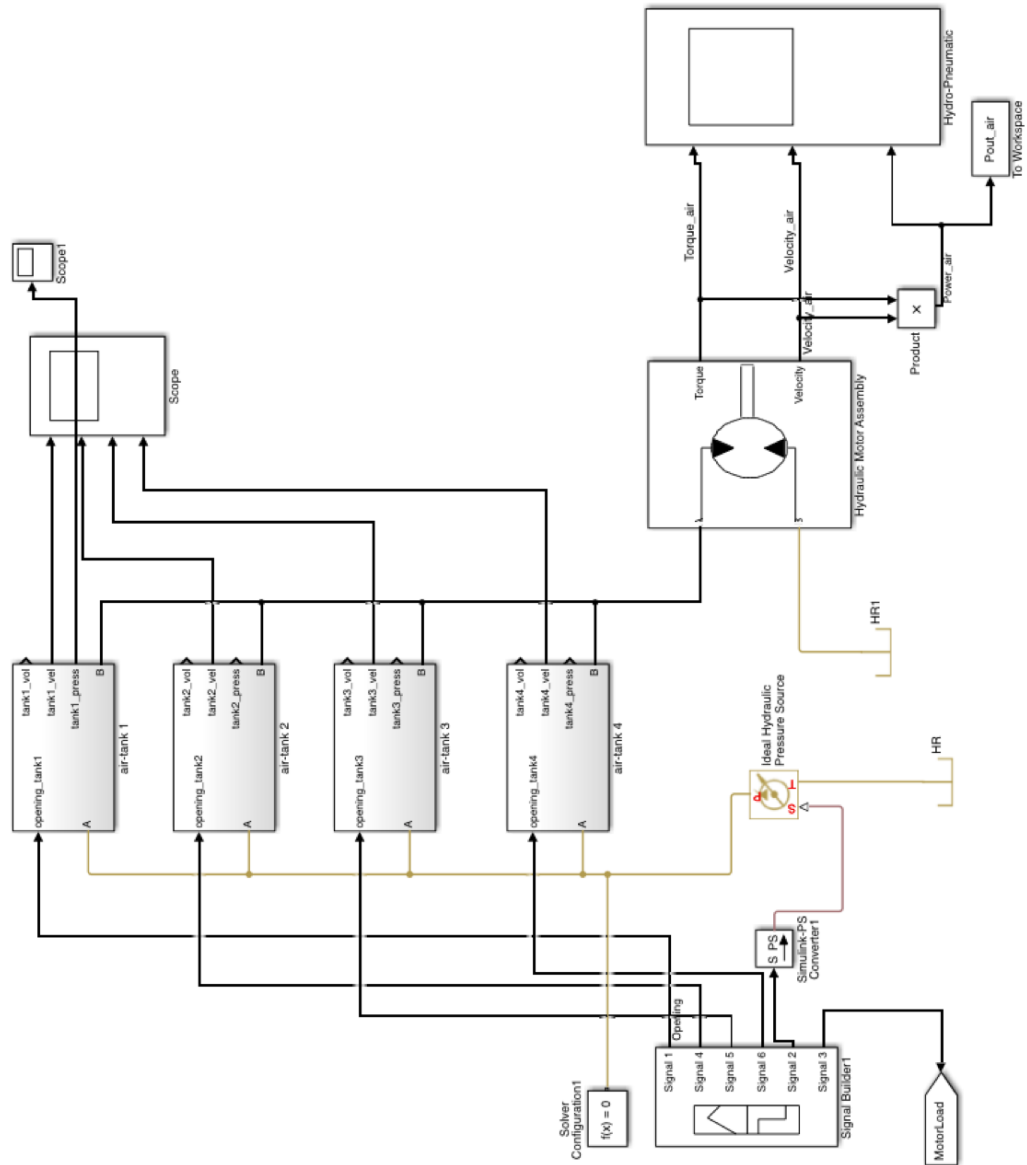 Scope1
Scope
Hydro-Pneumatic
Pout_air
To Workspace
Torque_air
Velocity_air
Velocity_air
Power_air
×
Product
Torque
Velocity
A
B
Hydraulic Motor Assembly
opening_tank1
A
tank1_vol
tank1_vel
tank1_press
B
air-tank 1
opening_tank2
A
tank2_vol
tank2_vel
tank2_press
B
air-tank 2
opening_tank3
A
tank3_vol
tank3_vel
tank3_press
B
air-tank 3
opening_tank4
A
tank4_vol
tank4_vel
tank4_press
B
air-tank 4
HR1
Ideal Hydraulic
Pressure Source
P
S
T
HR
S PS
Simulink-PS
Converter1
Opening
Signal 1
Signal 4
Signal 5
Signal 6
Signal 2
Signal 3
Signal Builder1
Solver
Configuration1
f(x) = 0
MotorLoad